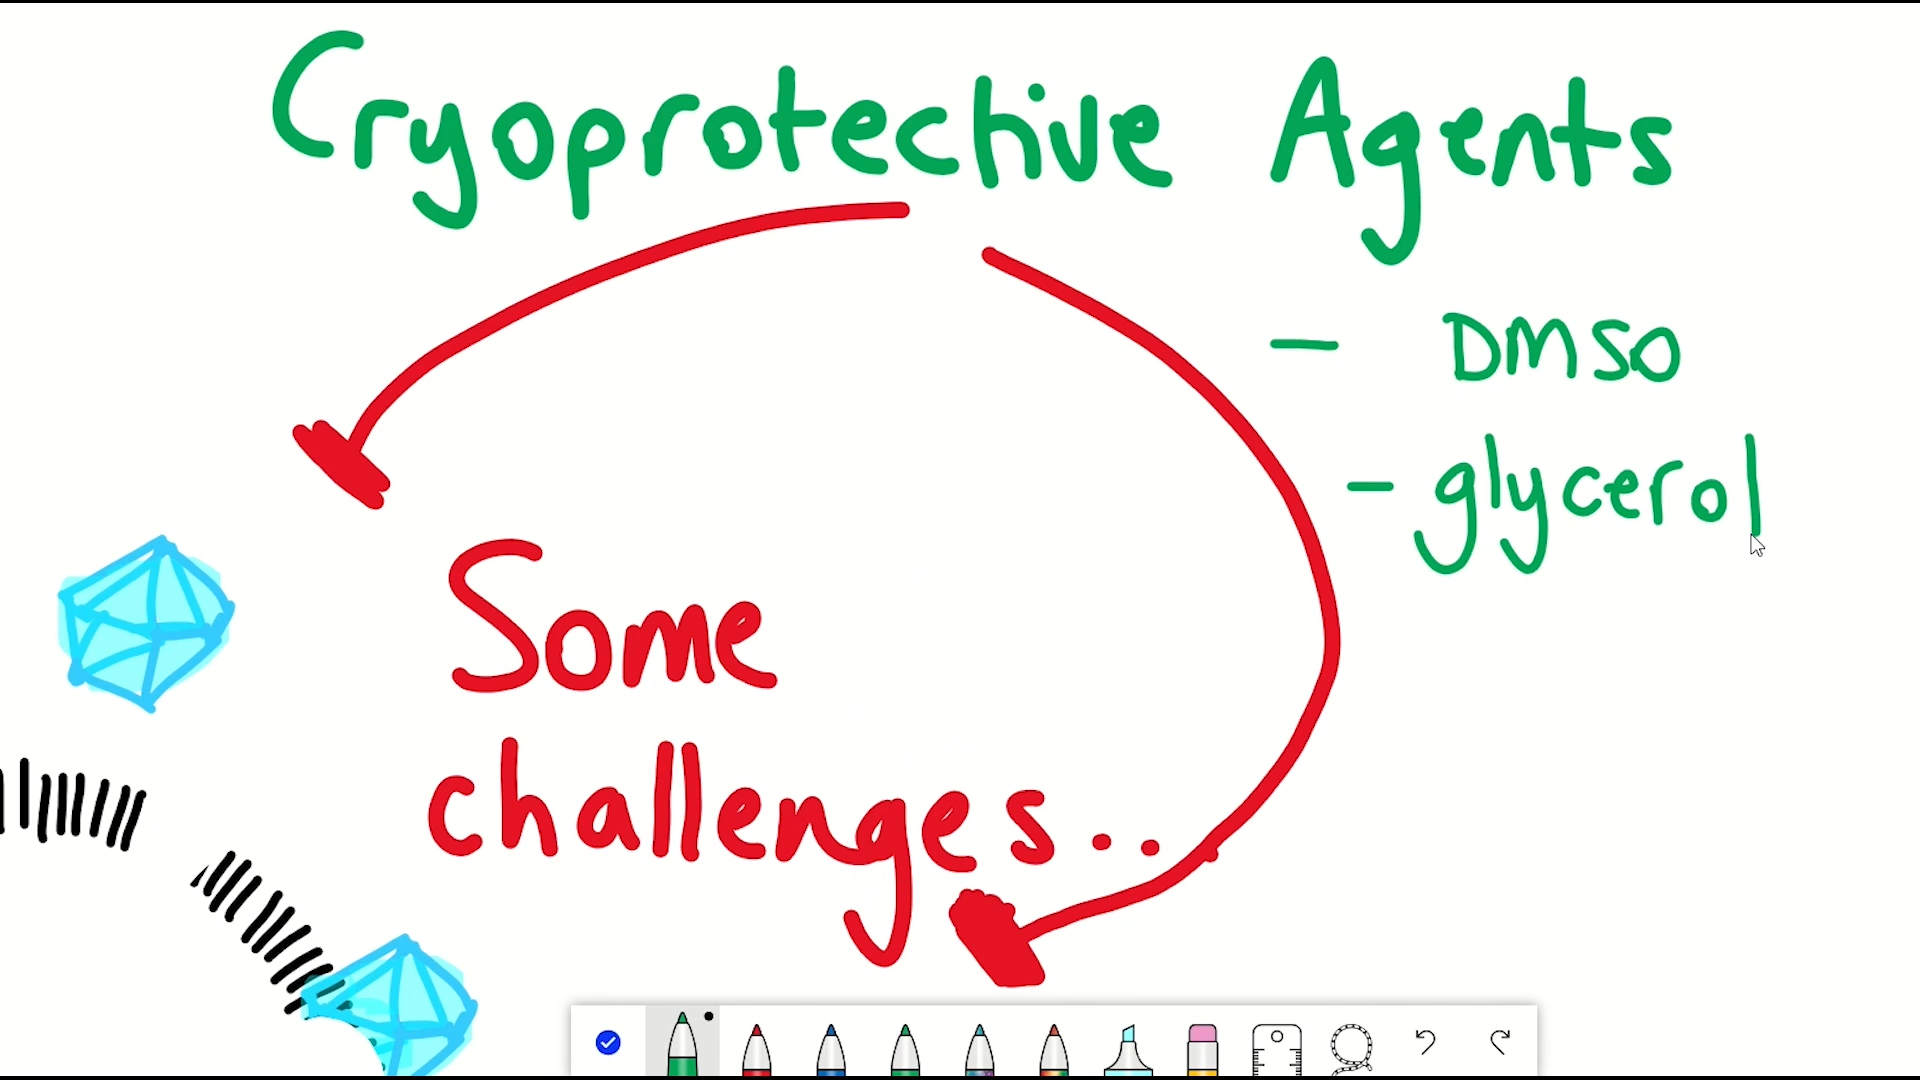 Cryoprotective Agents
- DMSO
- glycerol
Some
challenges...